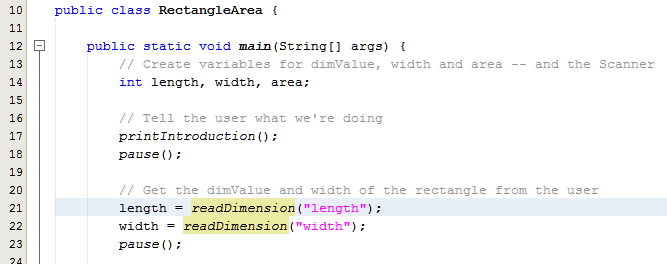 10 public class RectangleArea {
11
12 public static void main(String[] args) {
13 // Create variables for dimValue, width and area -- and the Scanner
14 int length, width, area;
15
16 // Tell the user what we're doing
17 printIntroduction();
18 pause();
19
20 // Get the dimValue and width of the rectangle from the user
21 length = readDimension("length");
22 width = readDimension("width");
23 pause();
24